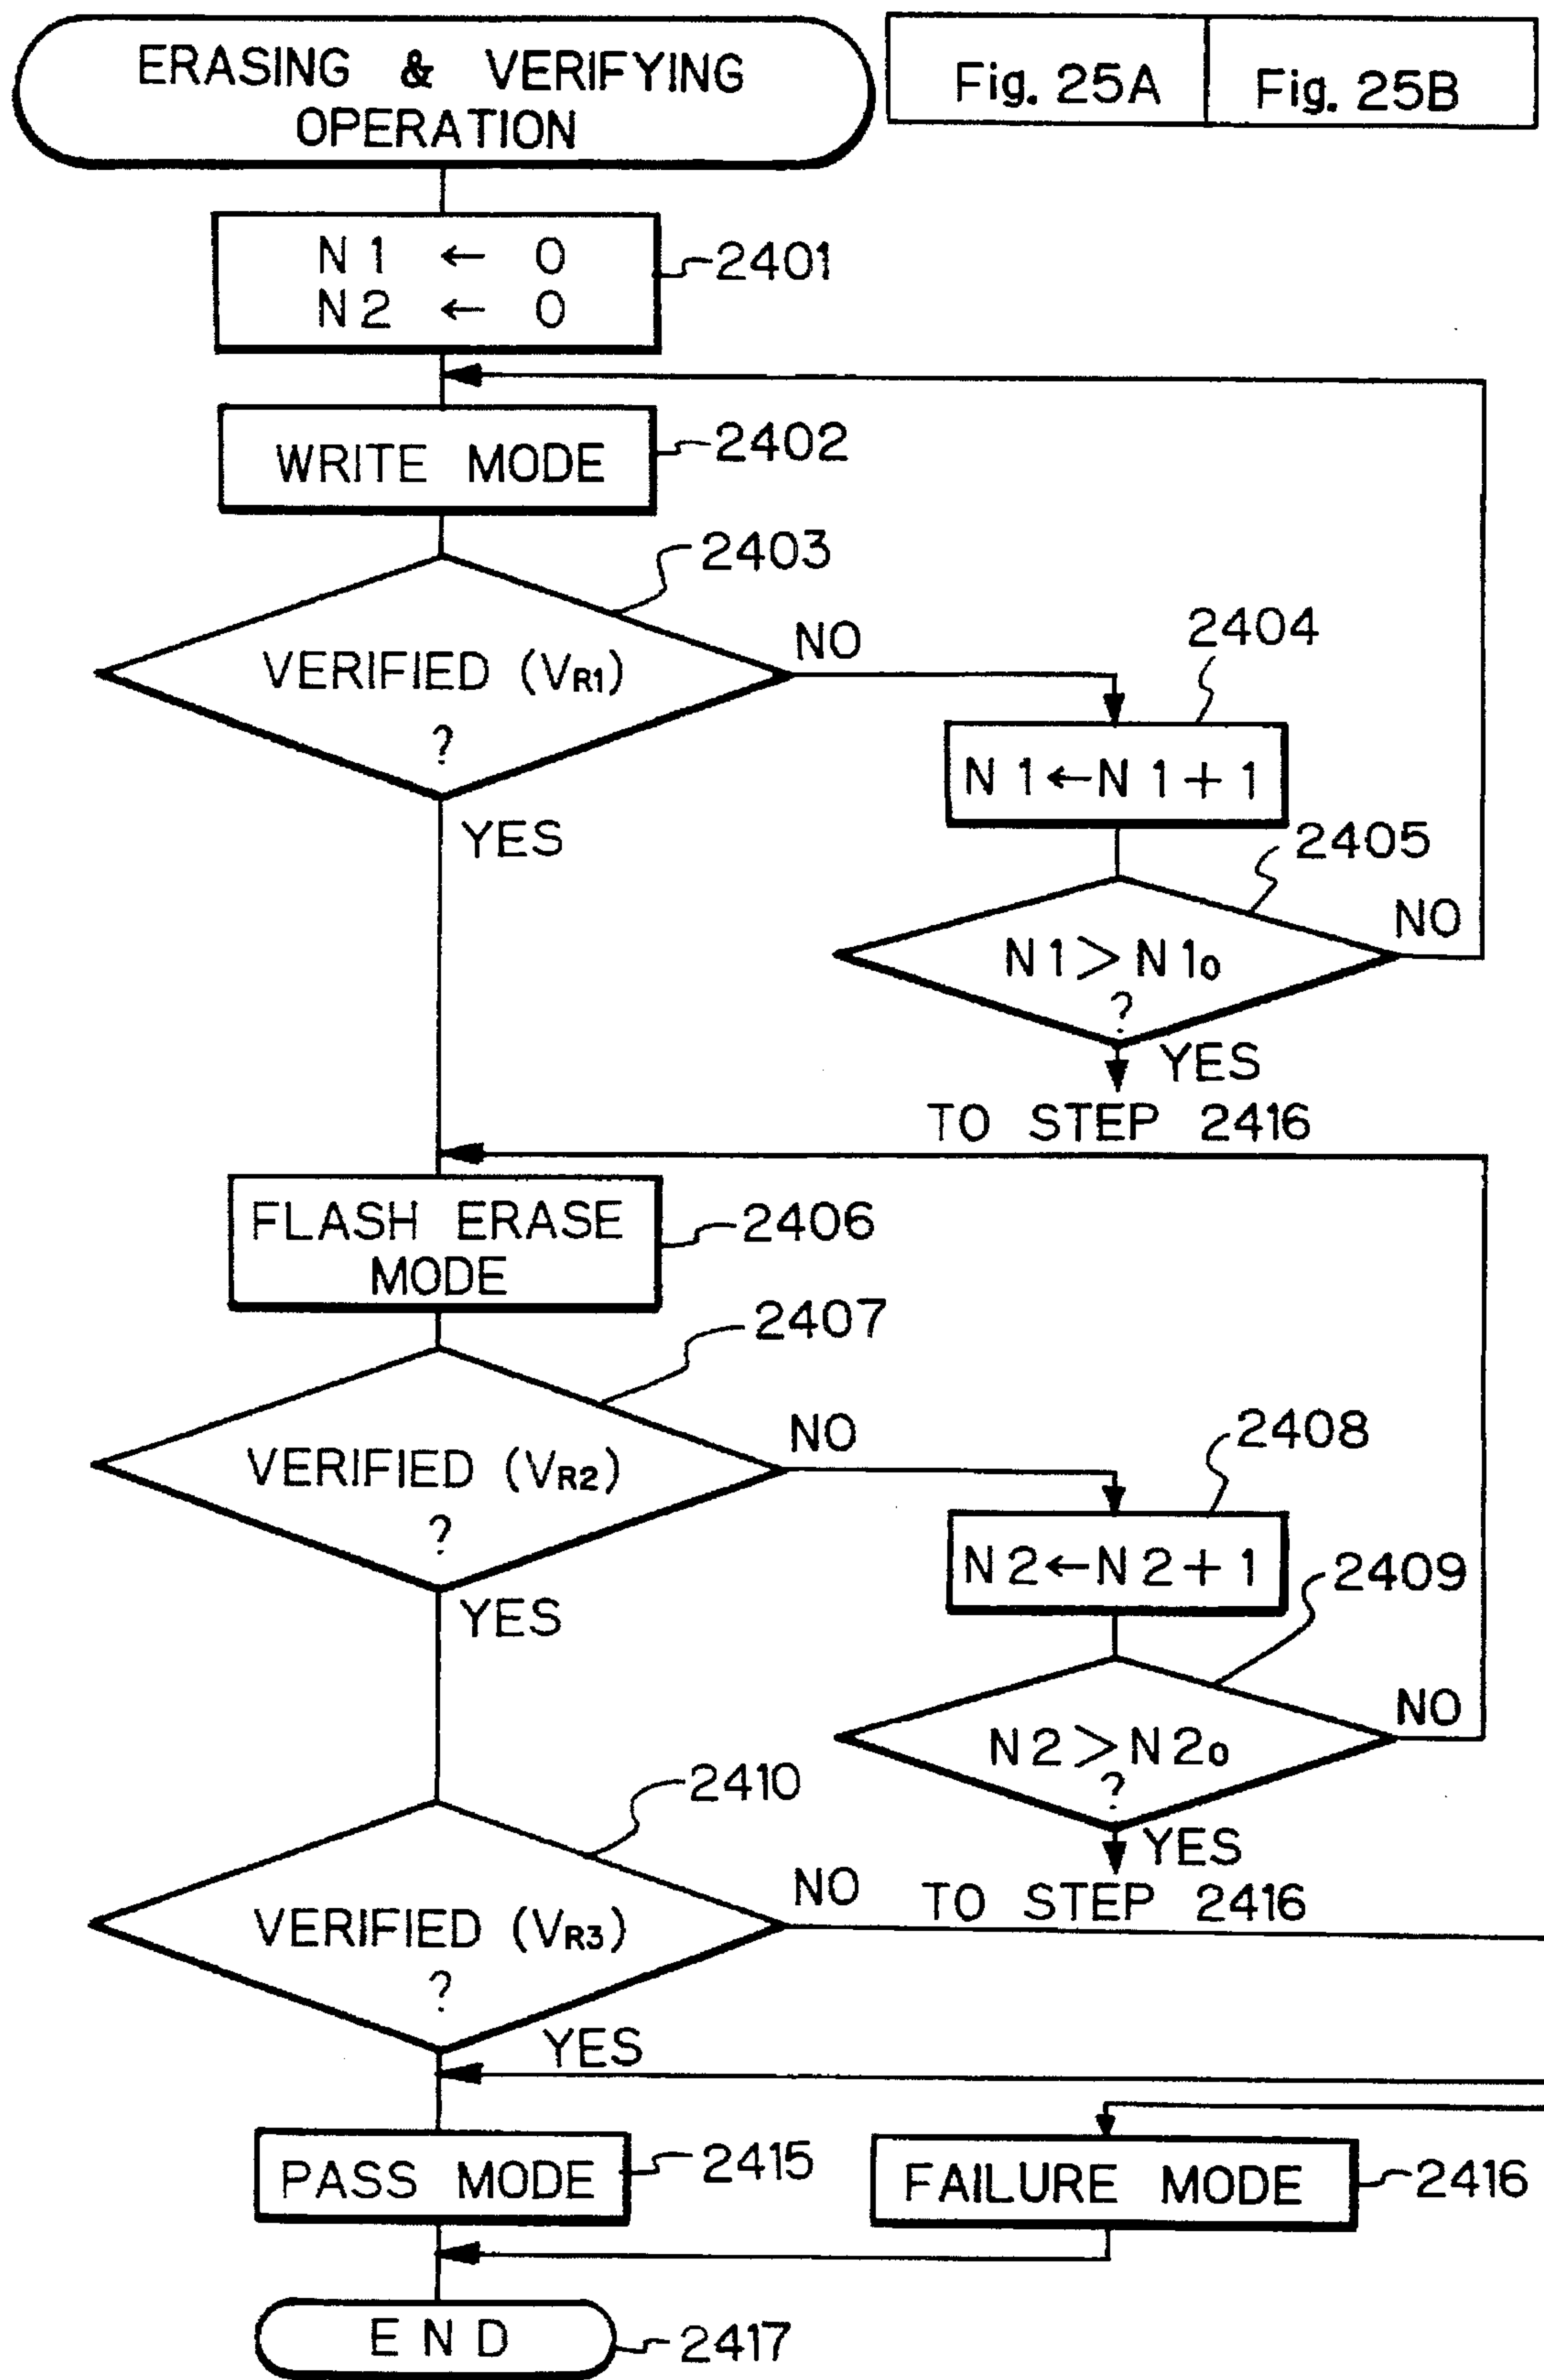 ERASING & VERIFYING
OPERATION
Fig. 25A
Fig. 25B
N1 ← 0
N2 ← 0
2401
WRITE MODE
2402
2403
VERIFIED (VR1)
?
NO
YES
2404
N1←N1+1
2405
N1>N10
?
NO
YES
TO STEP 2416
FLASH ERASE
MODE
2406
2407
VERIFIED (VR2)
?
NO
YES
2408
N2←N2+1
2409
N2>N20
?
NO
YES
TO STEP 2416
2410
VERIFIED (VR3)
?
NO
YES
PASS MODE
2415
FAILURE MODE
2416
END
2417